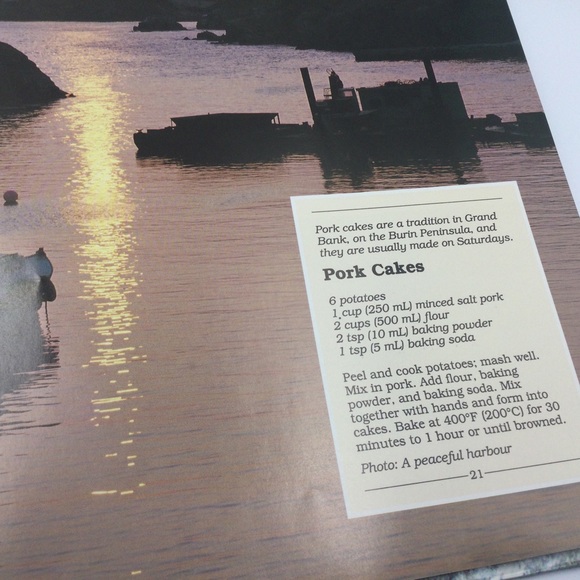 Pork cakes are a tradition in Grand
Bank, on the Burin Peninsula, and
they are usually made on Saturdays.
Pork Cakes
6 potatoes
1 cup (250 mL) minced salt pork
2 cups (500 mL) flour
2 tsp (10 mL) baking powder
1 tsp (5 mL) baking soda
Peel and cook potatoes; mash well.
Mix in pork. Add flour, baking
powder, and baking soda. Mix
together with hands and form into
cakes. Bake at 400°F (200°C) for 30
minutes to 1 hour or until browned.
Photo: A peaceful harbour
21